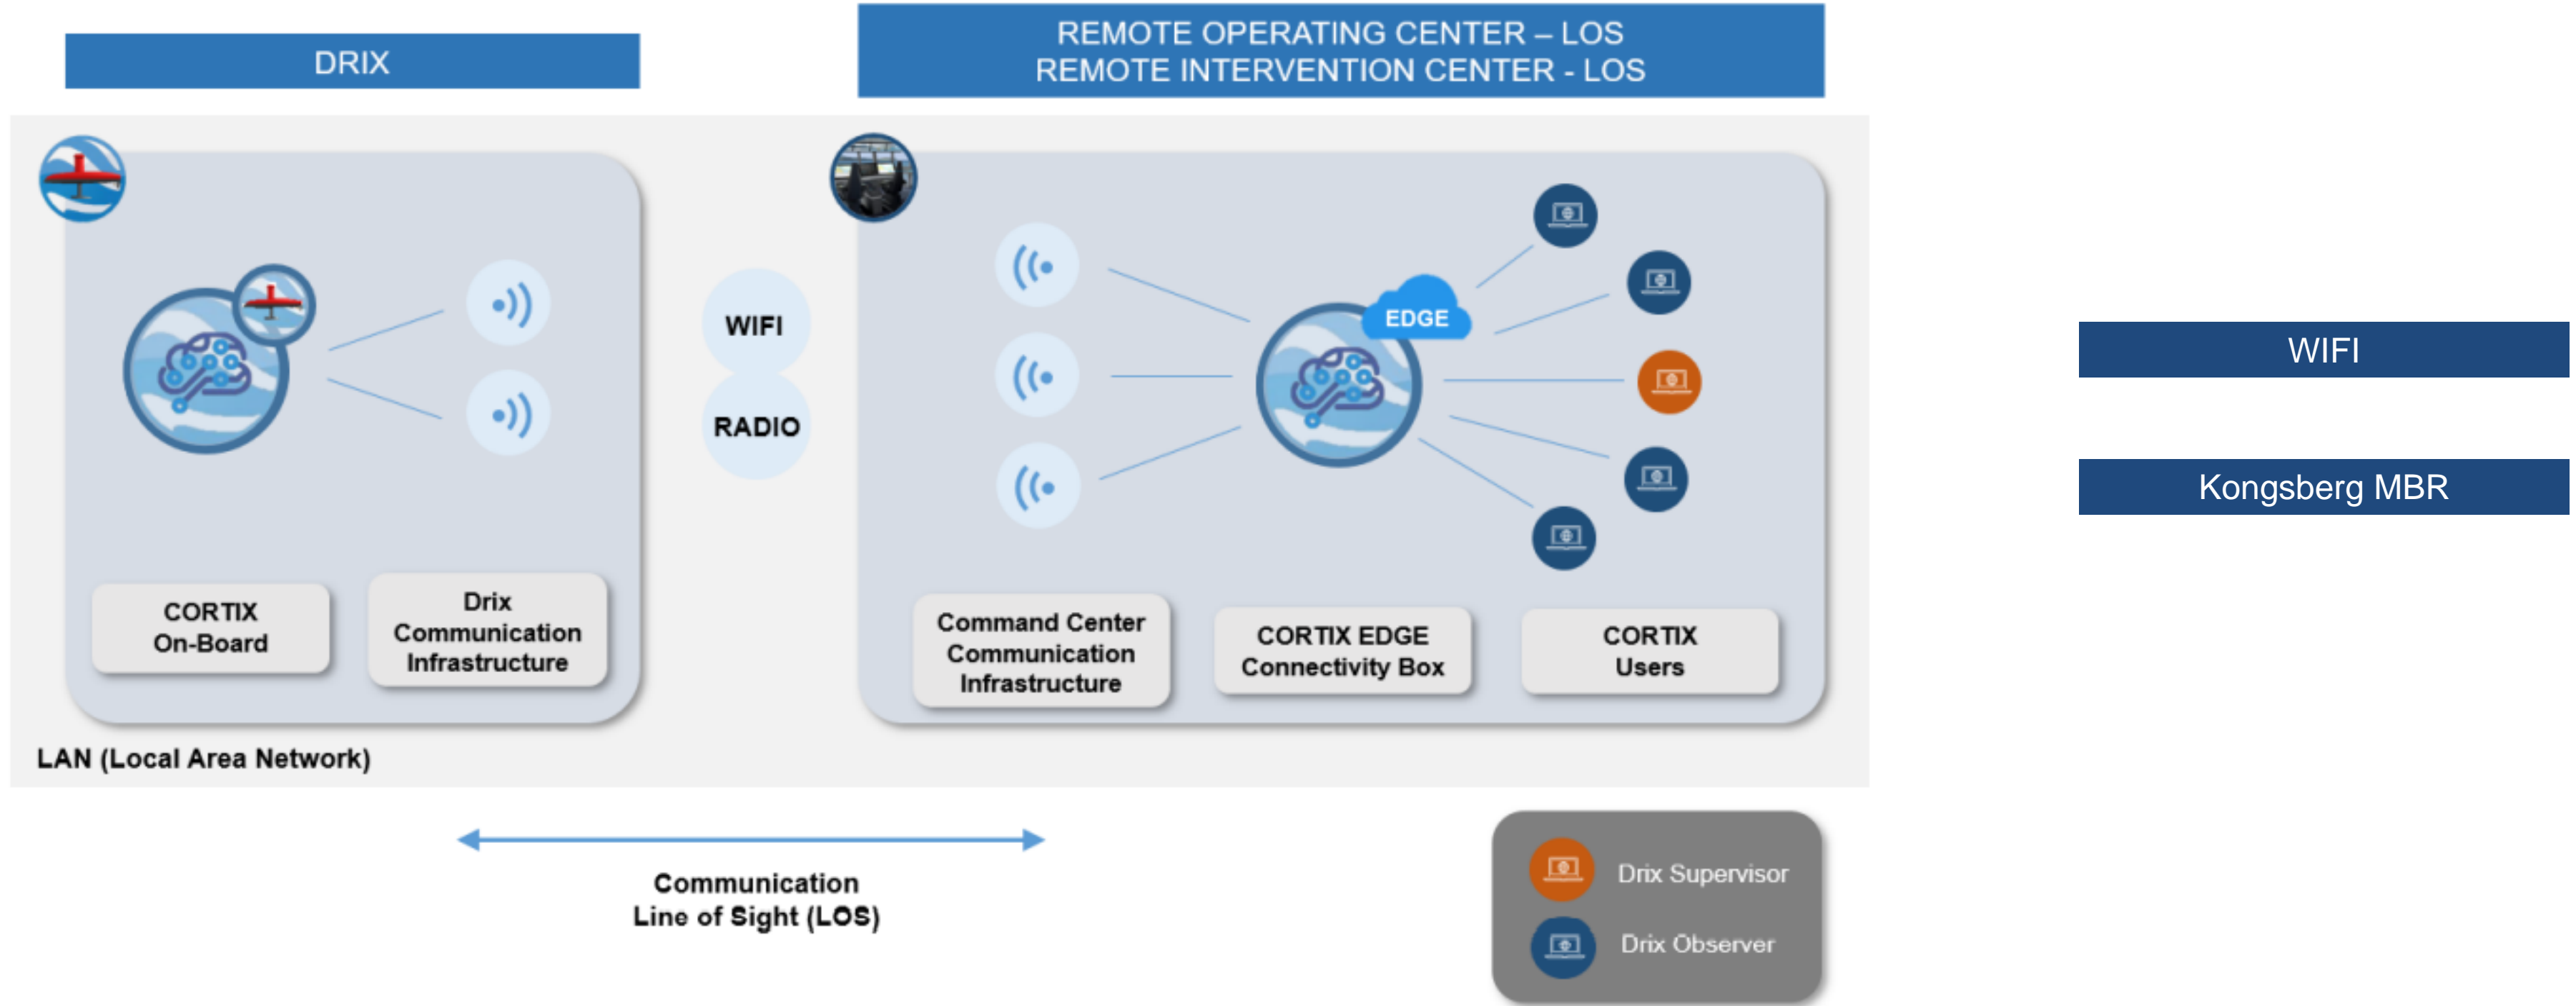 DRIX
REMOTE OPERATING CENTER – LOS
REMOTE INTERVENTION CENTER - LOS
WIFI
RADIO
EDGE
CORTIX
On-Board
Drix
Communication
Infrastructure
Command Center
Communication
Infrastructure
CORTIX EDGE
Connectivity Box
CORTIX
Users
LAN (Local Area Network)
Communication
Line of Sight (LOS)
Drix Supervisor
Drix Observer
WIFI
Kongsberg MBR